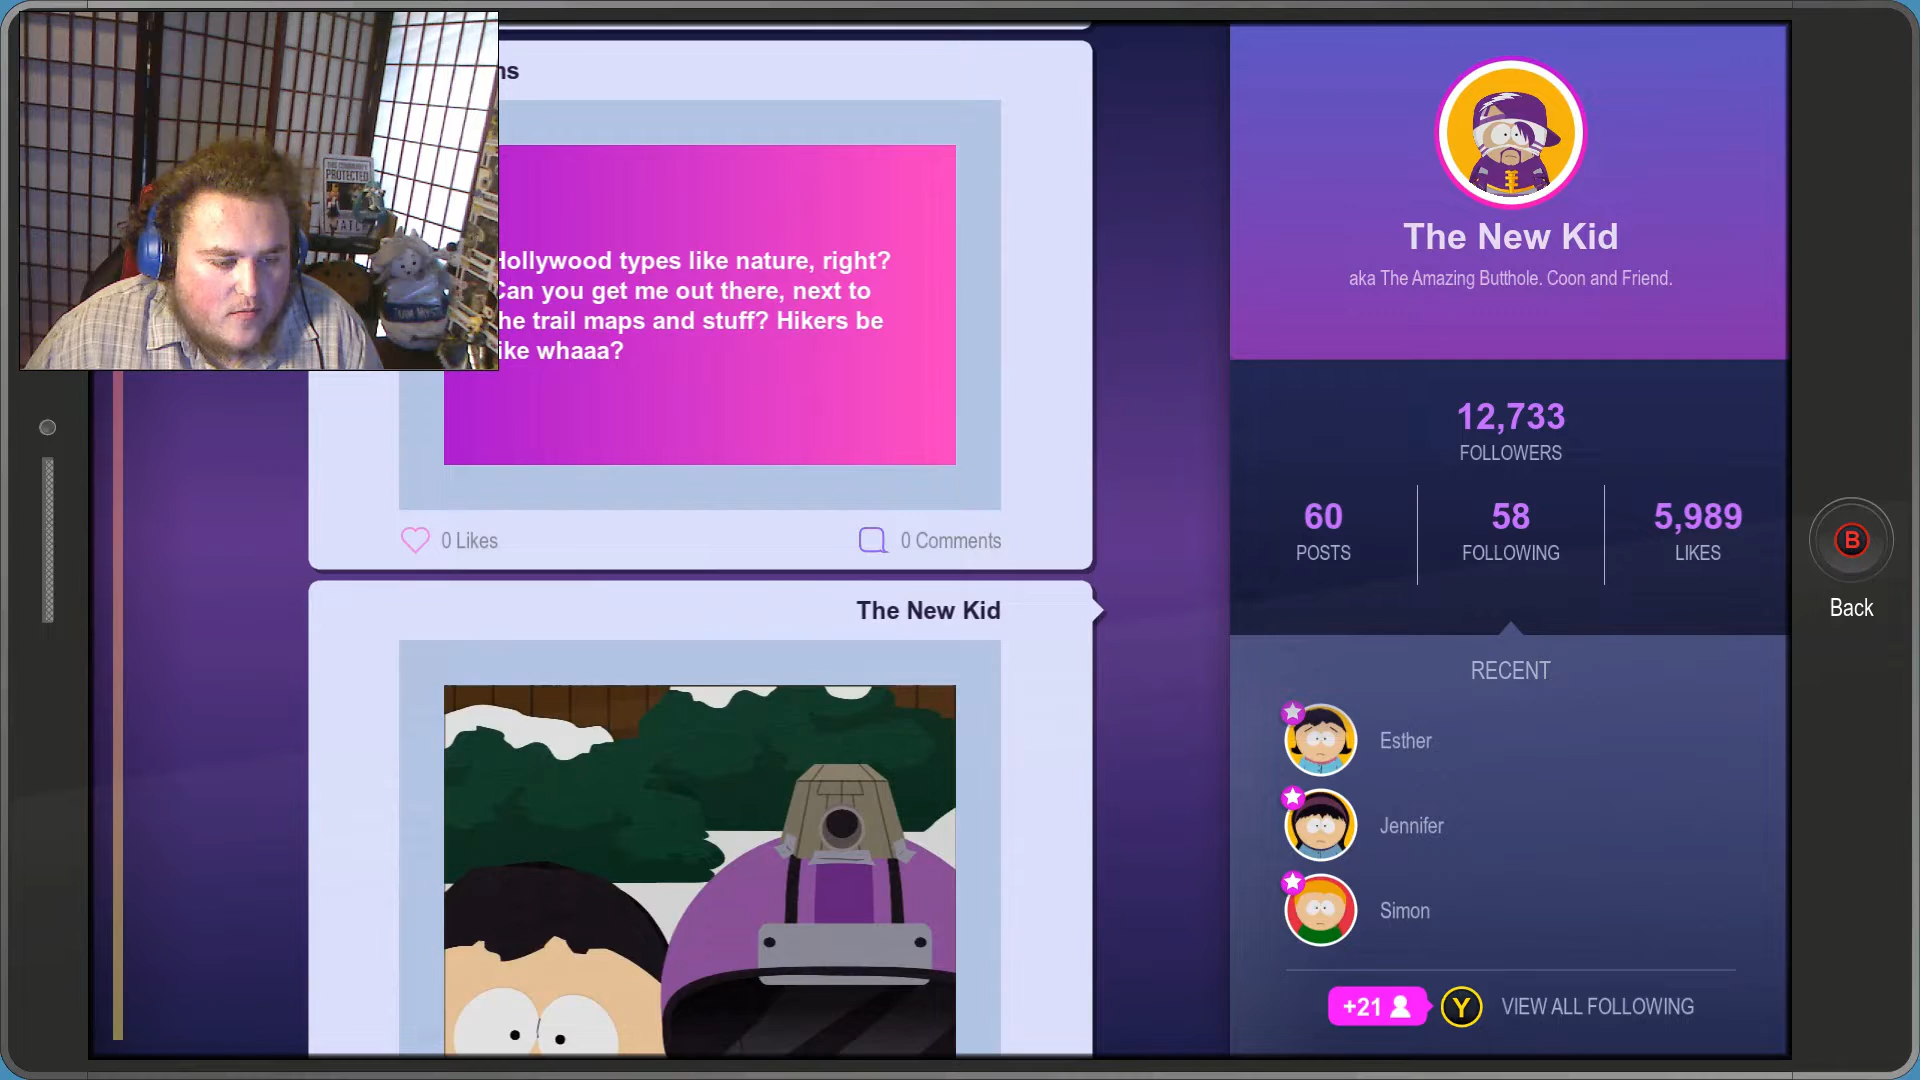 ns
Hollywood types like nature, right?
Can you get me out there, next to
he trail maps and stuff? Hikers be
ike whaaa?
0 Likes
0 Comments
The New Kid
The New Kid
aka The Amazing Butthole. Coon and Friend.
12,733
FOLLOWERS
60
POSTS
58
FOLLOWING
5,989
LIKES
RECENT
Esther
Jennifer
Simon
+21
Y
VIEW ALL FOLLOWING
B
Back
PROTECTED
WATCH